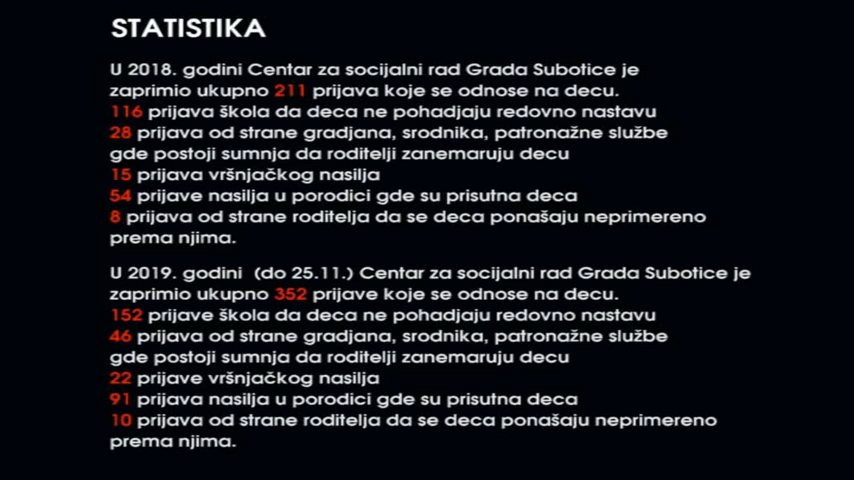 STATISTIKA
U 2018. godini Centar za socijalni rad Grada Subotice je
zaprimio ukupno 211 prijava koje se odnose na decu.
116 prijava škola da deca ne pohadjaju redovno nastavu
28 prijava od strane gradjana, srodnika, patronažne službe
gde postoji sumnja da roditelji zanemaruju decu
15 prijava vršnjačkog nasilja
54 prijave nasilja u porodici gde su prisutna deca
8 prijava od strane roditelja da se deca ponašaju neprimereno
prema njima.
U 2019. godini (do 25.11.) Centar za socijalni rad Grada Subotice je
zaprimio ukupno 352 prijave koje se odnose na decu.
152 prijave škola da deca ne pohadjaju redovno nastavu
46 prijava od strane gradjana, srodnika, patronažne službe
gde postoji sumnja da roditelji zanemaruju decu
22 prijave vršnjačkog nasilja
91 prijava nasilja u porodici gde su prisutna deca
10 prijava od strane roditelja da se deca ponašaju neprimereno
prema njima.